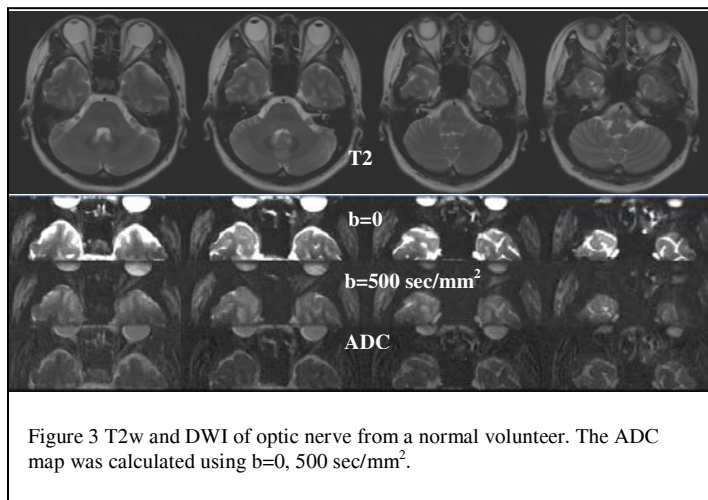 T2
b=0
b=500 sec/mm²
ADC
Figure 3 T2w and DWI of optic nerve from a normal volunteer. The ADC
map was calculated using b=0, 500 sec/mm².